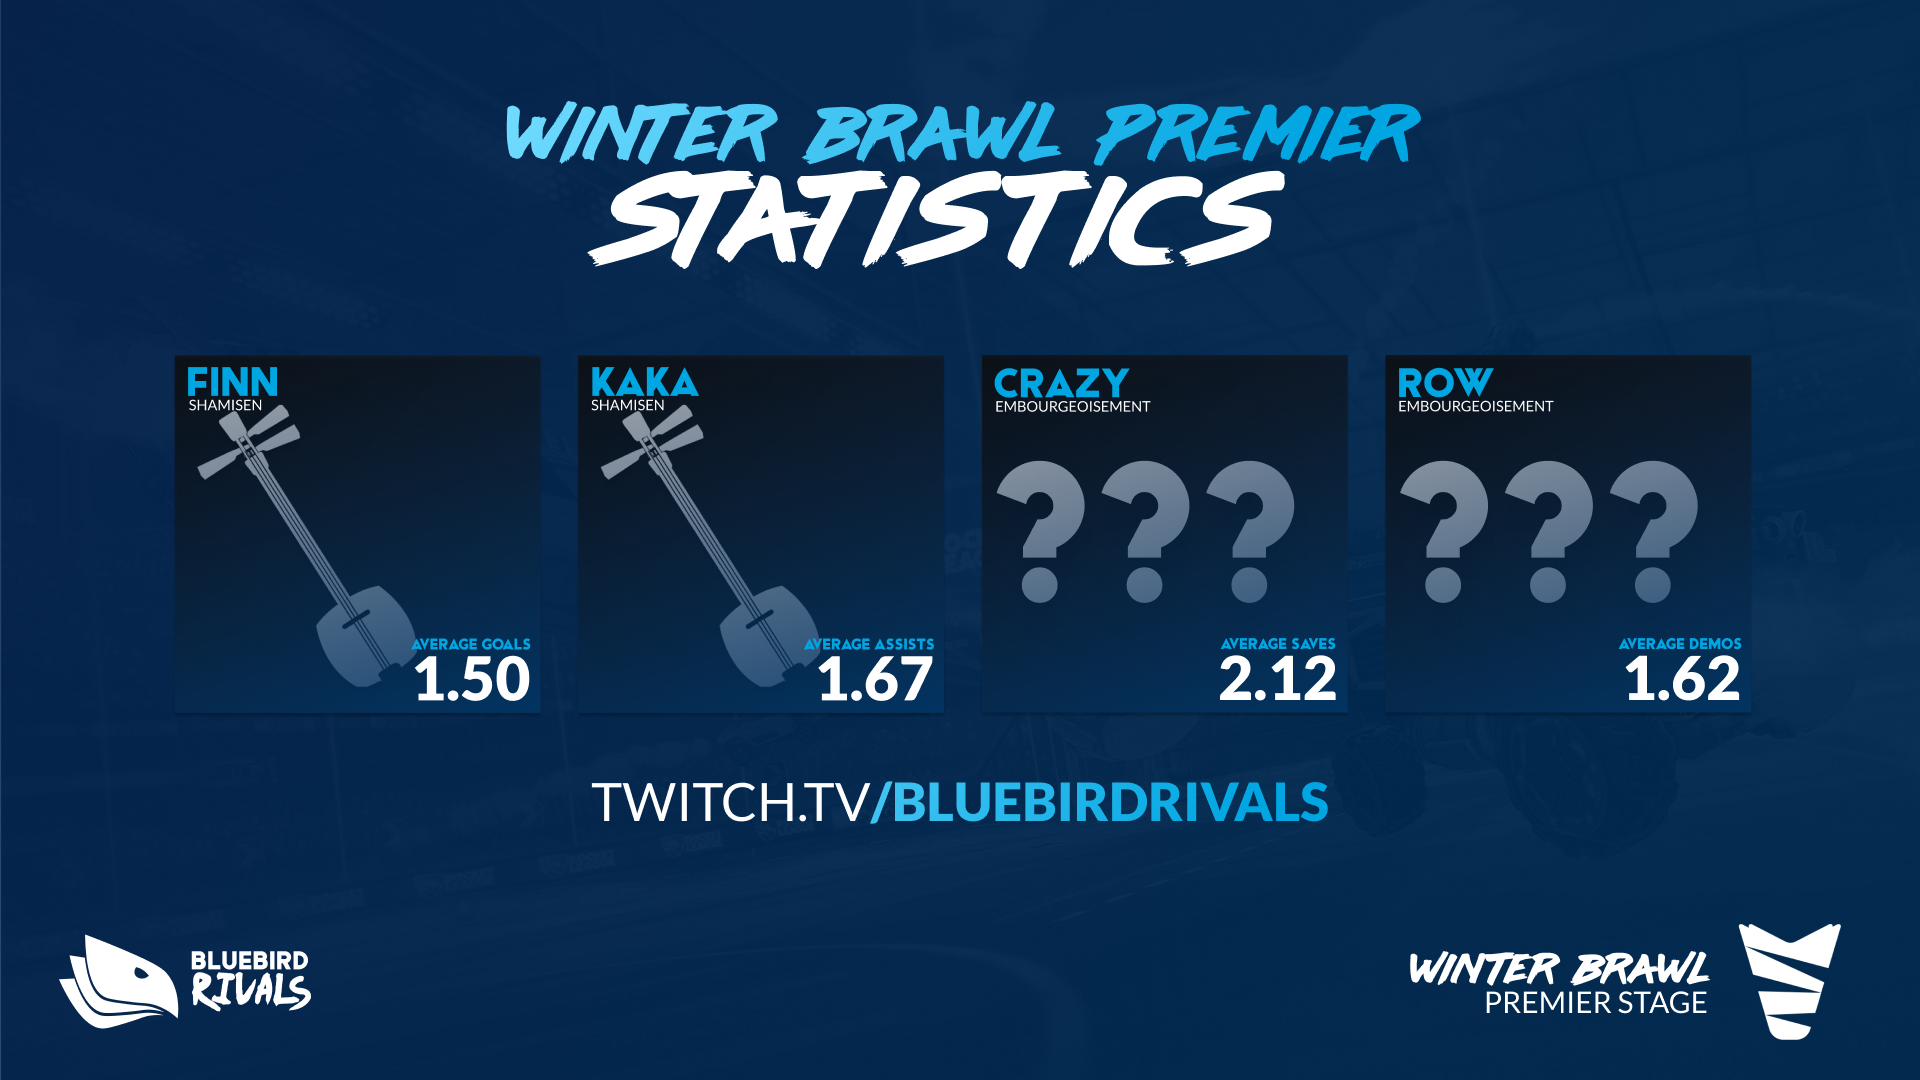 WINTER BRAWL PREMIER
STATISTICS
FINN
SHAMISEN
AVERAGE GOALS
1.50
KAKA
SHAMISEN
AVERAGE ASSISTS
1.67
CRAZY
EMBOURGEOISEMENT
???
AVERAGE SAVES
2.12
ROW
EMBOURGEOISEMENT
???
AVERAGE DEMOS
1.62
TWITCH.TV/BLUEBIRDRIVALS
BLUEBIRD
RIVALS
WINTER BRAWL
PREMIER STAGE